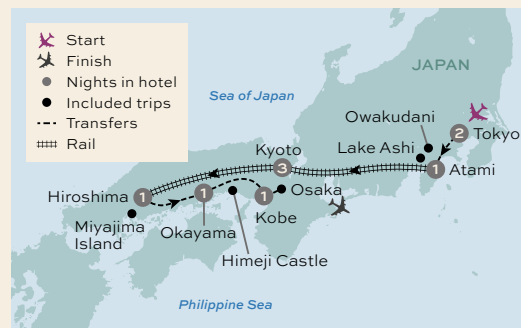 Start
Finish
Nights in hotel
Included trips
Transfers
Rail
JAPAN
Sea of Japan
Owakudani
2
Tokyo
Lake Ashi
Kyoto
3
1
Atami
Hiroshima
1
1
1
Osaka
Miyajima
Island
Okayama
Kobe
Himeji Castle
Philippine Sea